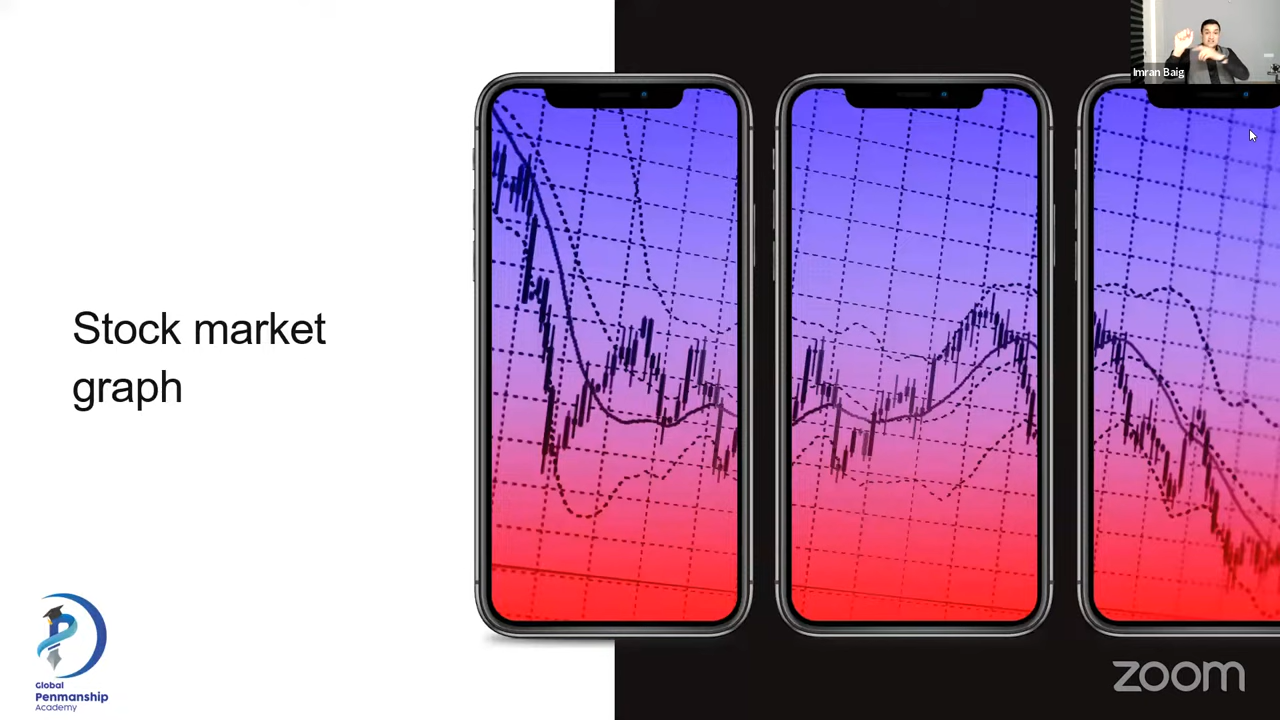 Imran Baig
Stock market
graph
Global
Penmanship
Academy
zoom